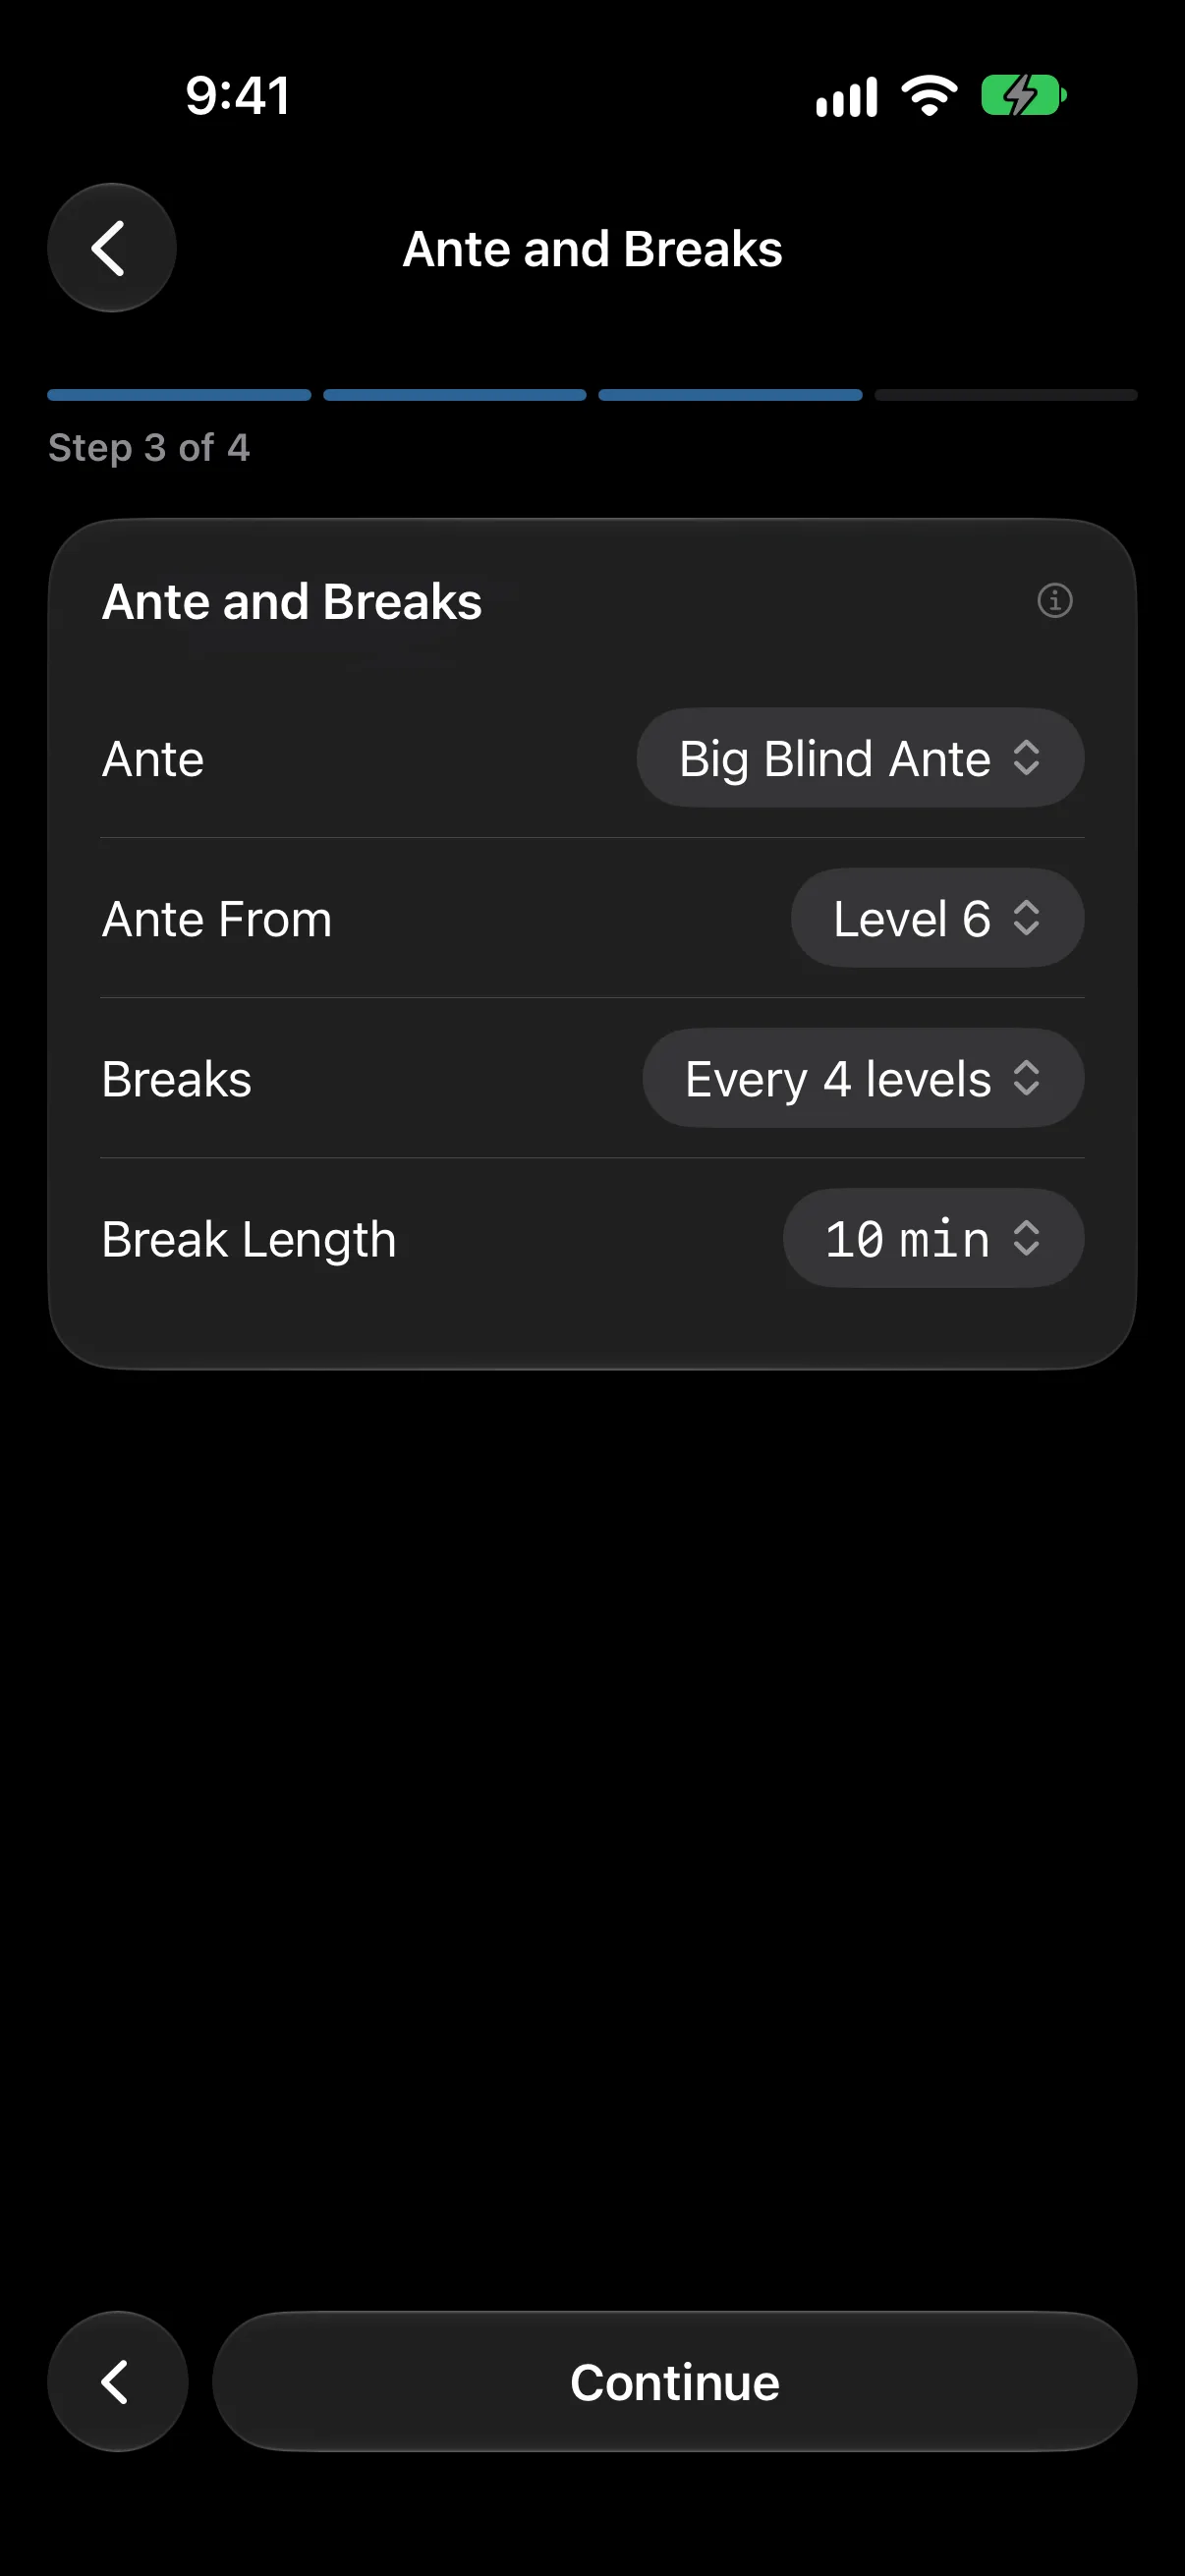 9:41
Ante and Breaks
Step 3 of 4
Ante and Breaks
Ante
Big Blind Ante
Ante From
Level 6
Breaks
Every 4 levels
Break Length
10 min
Continue